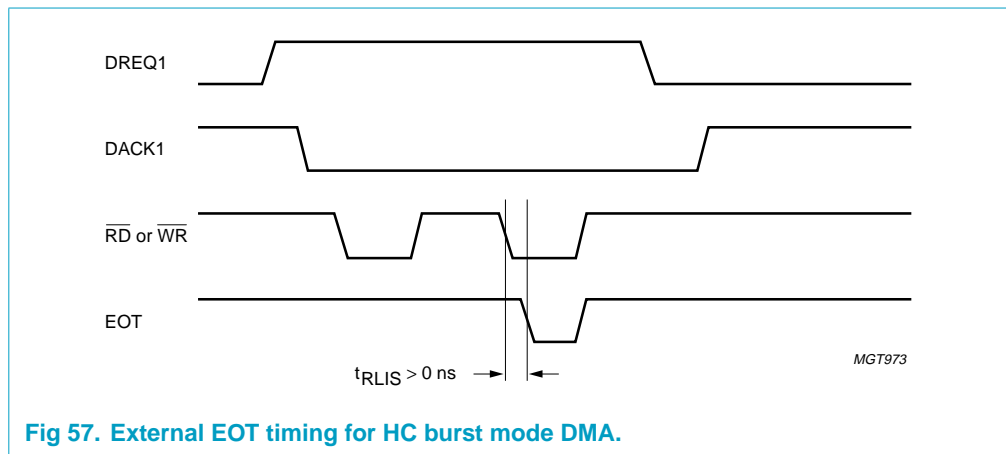 DREQ1
DACK1
RD or WR
EOT
tRLIS > 0 ns
MGT973
Fig 57. External EOT timing for HC burst mode DMA.